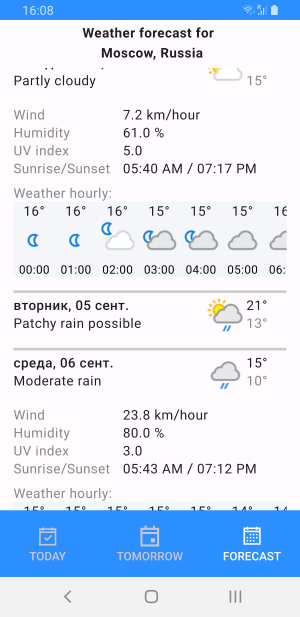 16:08
Weather forecast for
Moscow, Russia
Partly cloudy 15°
Wind 7.2 km/hour
Humidity 61.0 %
UV index 5.0
Sunrise/Sunset 05:40 AM / 07:17 PM
Weather hourly:
16° 16° 16° 15° 15° 15°
00:00 01:00 02:00 03:00 04:00 05:00
вторник, 05 сент. 21°
Patchy rain possible 13°
среда, 06 сент. 15°
Moderate rain 10°
Wind 23.8 km/hour
Humidity 80.0 %
UV index 3.0
Sunrise/Sunset 05:43 AM / 07:12 PM
Weather hourly:
TODAY TOMORROW FORECAST